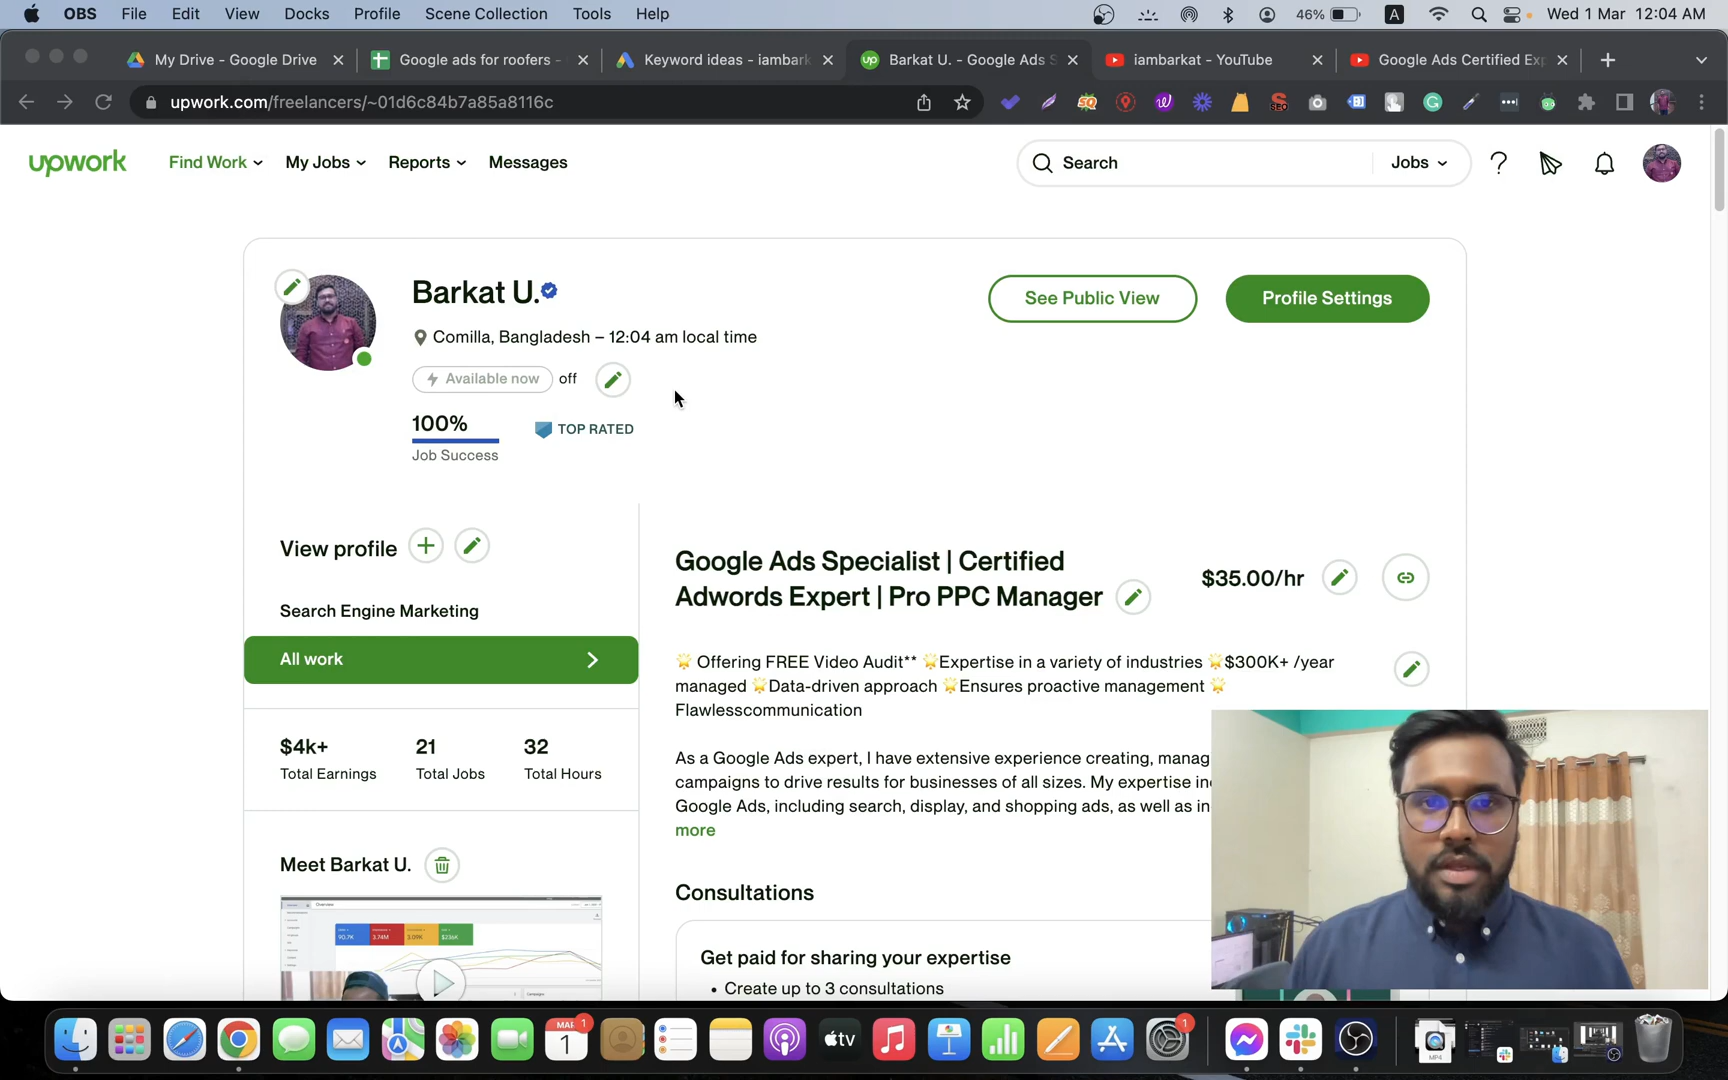 OBS File Edit View Docks Profile Scene Collection Tools Help 46% A Wed 1 Mar 12:04 AM
My Drive - Google Drive
Google ads for roofers -
Keyword ideas - iambark
up Barkat U. - Google Ads S
iambarkat - YouTube
Google Ads Certified Exp
upwork.com/freelancers/~01d6c84b7a85a8116c
upwork Find Work My Jobs Reports Messages Search Jobs
Barkat U.
See Public View
Profile Settings
Comilla, Bangladesh – 12:04 am local time
Available now off
100%
TOP RATED
Job Success
View profile
Search Engine Marketing
All work
$4k+ 21 32
Total Earnings Total Jobs Total Hours
Meet Barkat U.
Google Ads Specialist | Certified
Adwords Expert | Pro PPC Manager
$35.00/hr
🌟 Offering FREE Video Audit** 🌟Expertise in a variety of industries 🌟$300K+ /year
managed 🌟Data-driven approach 🌟Ensures proactive management 🌟
Flawlesscommunication
As a Google Ads expert, I have extensive experience creating, manag
campaigns to drive results for businesses of all sizes. My expertise in
Google Ads, including search, display, and shopping ads, as well as in
more
Consultations
Get paid for sharing your expertise
• Create up to 3 consultations
MAR 1
1
tv
1
MP4